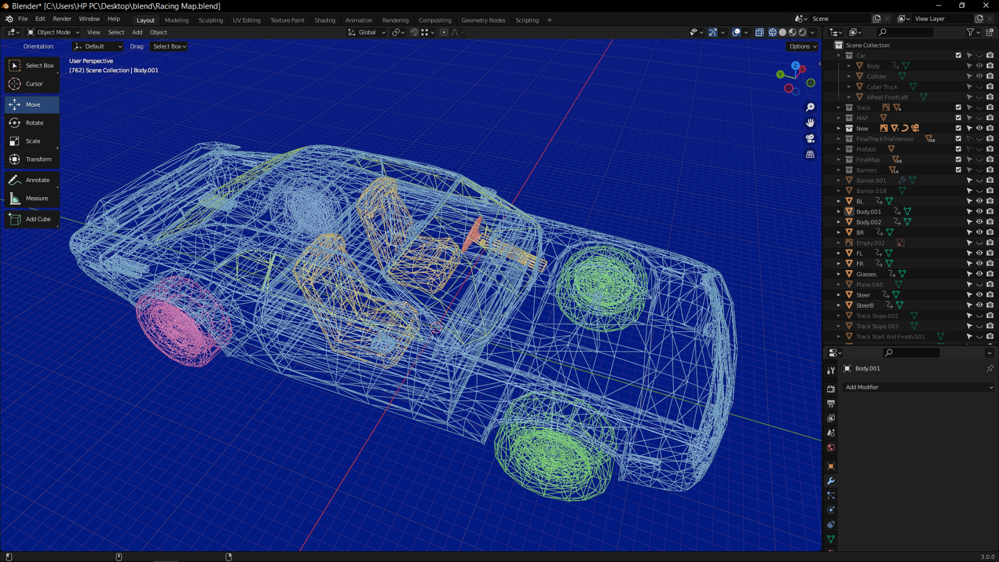 Blender* [C:\Users\HP PC\Desktop\blend\Racing Map.blend]
File Edit Render Window Help Layout Modeling Sculpting UV Editing Texture Paint Shading Animation Rendering Compositing Geometry Nodes Scripting + Scene View Layer
Object Mode View Select Add Object Global
Orientation: Default Drag: Select Box Options
User Perspective
(762) Scene Collection | Body.001
Select Box
Cursor
Move
Rotate
Scale
Transform
Annotate
Measure
Add Cube
Z
X
Y
Scene Collection
Car
Body
Collider
Cyber Truck
Wheel FrontLeft
Track 6
MAP
New 7
FinalTrackTrialVersion 48
PrefabS
FinalMap 49
Barriers 16
Barrier.001
Barrier.018
BL
Body.001
Body.002
BR
Empty.002
FL
FR
Glasses
Plane.040
Steer
SteerB
Track Slope.002
Track Slope.003
Track Start And Finish.001
Body.001
Add Modifier
3.0.0